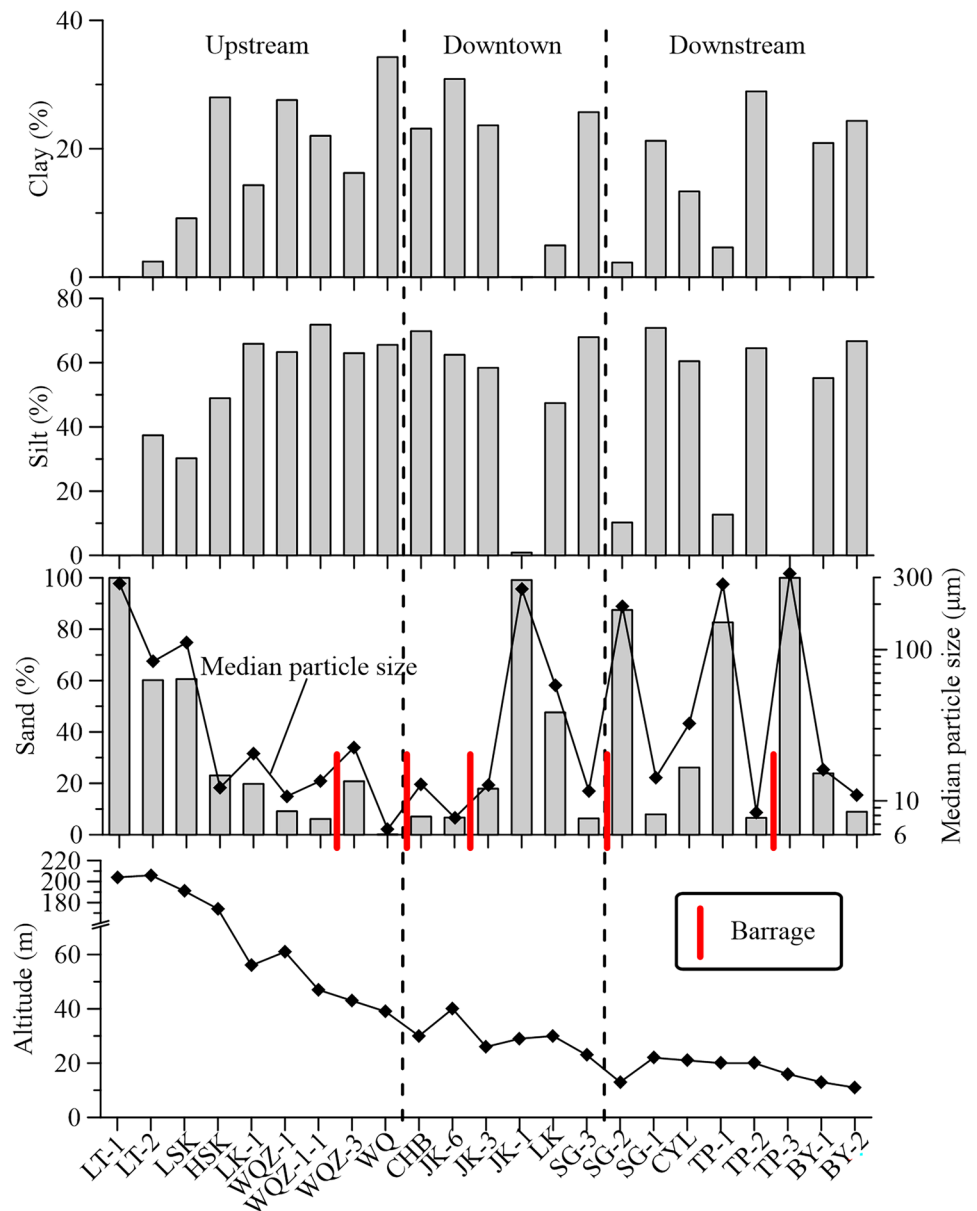 40
20
0
Clay (%)
Upstream
Downtown
Downstream
80
60
40
20
0
Silt (%)
100
80
60
40
20
0
Sand (%)
Median particle size
300
100
10
6
Median particle size (μm)
220
200
180
60
40
20
0
Altitude (m)
Barrage
LT-1
LT-2
LSK
HSK
LK-1
WQZ-1
WQZ-1-1
WQZ-3
WQ
CHB
JK-6
JK-3
JK-1
LK
SG-3
SG-2
SG-1
CYL
TP-1
TP-2
TP-3
BY-1
BY-2